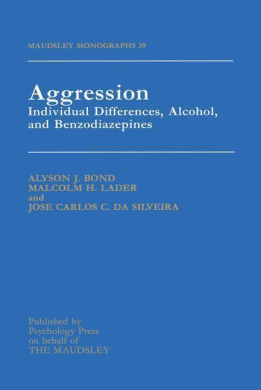 MAUDSLEY MONOGRAPHS 39
Aggression
Individual Differences, Alcohol,
and Benzodiazepines
ALYSON J. BOND
MALCOLM H. LADER
and
JOSE CARLOS C. DA SILVEIRA
Published by
Psychology Press
on behalf of
THE MAUDSLEY